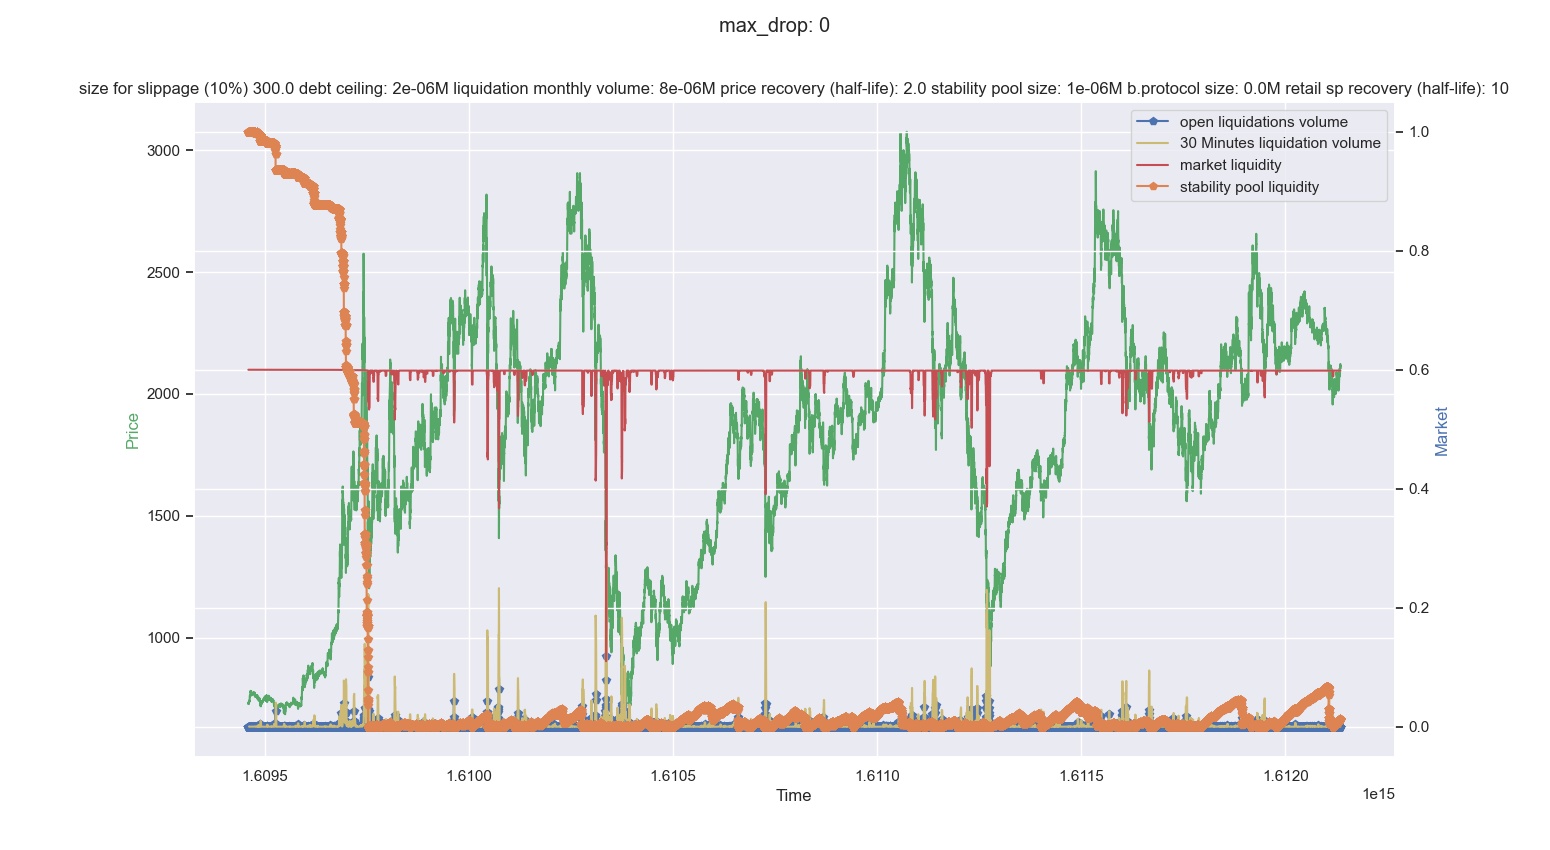 max_drop: 0
size for slippage (10%) 300.0 debt ceiling: 2e-06M liquidation monthly volume: 8e-06M price recovery (half-life): 2.0 stability pool size: 1e-06M b.protocol size: 0.0M retail sp recovery (half-life): 10
open liquidations volume
30 Minutes liquidation volume
market liquidity
stability pool liquidity
3000
2500
2000
1500
1000
Price
1.0
0.8
0.6
0.4
0.2
0.0
Market
1.6095 1.6100 1.6105 1.6110 1.6115 1.6120
Time
1e15